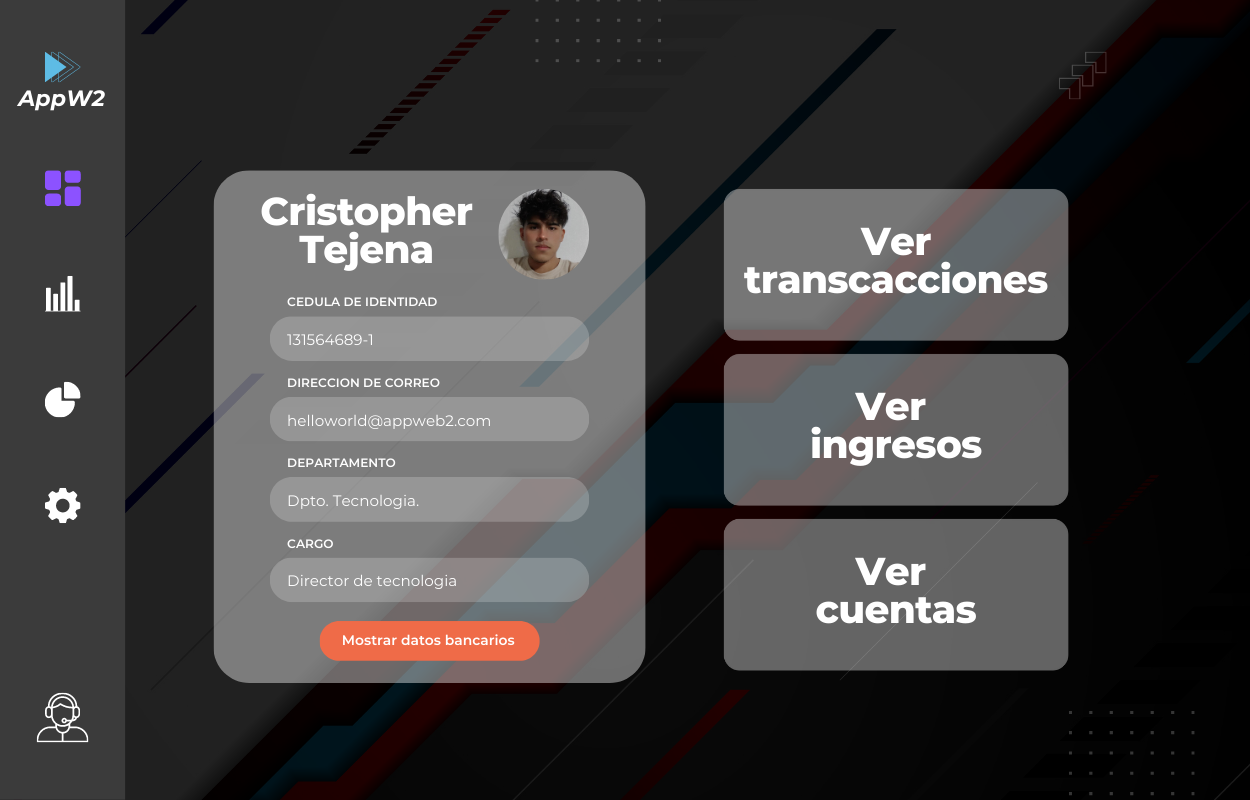 AppW2
Cristopher
Tejena
CEDULA DE IDENTIDAD
131564689-1
DIRECCION DE CORREO
helloworld@appweb2.com
DEPARTAMENTO
Dpto. Tecnologia.
CARGO
Director de tecnologia
Mostrar datos bancarios
Ver
transcacciones
Ver
ingresos
Ver
cuentas